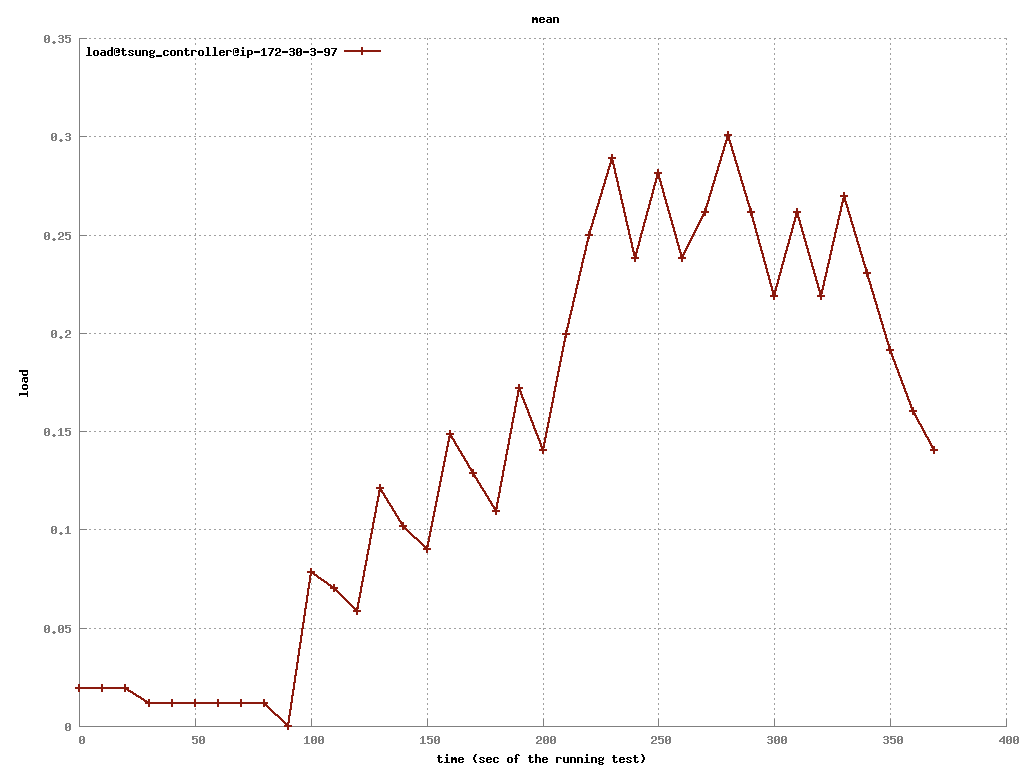 mean
0.35
load@tsung_controller@ip-172-30-3-97
0.3
0.25
0.2
load
0.15
0.1
0.05
0
0 50 100 150 200 250 300 350 400
time (sec of the running test)